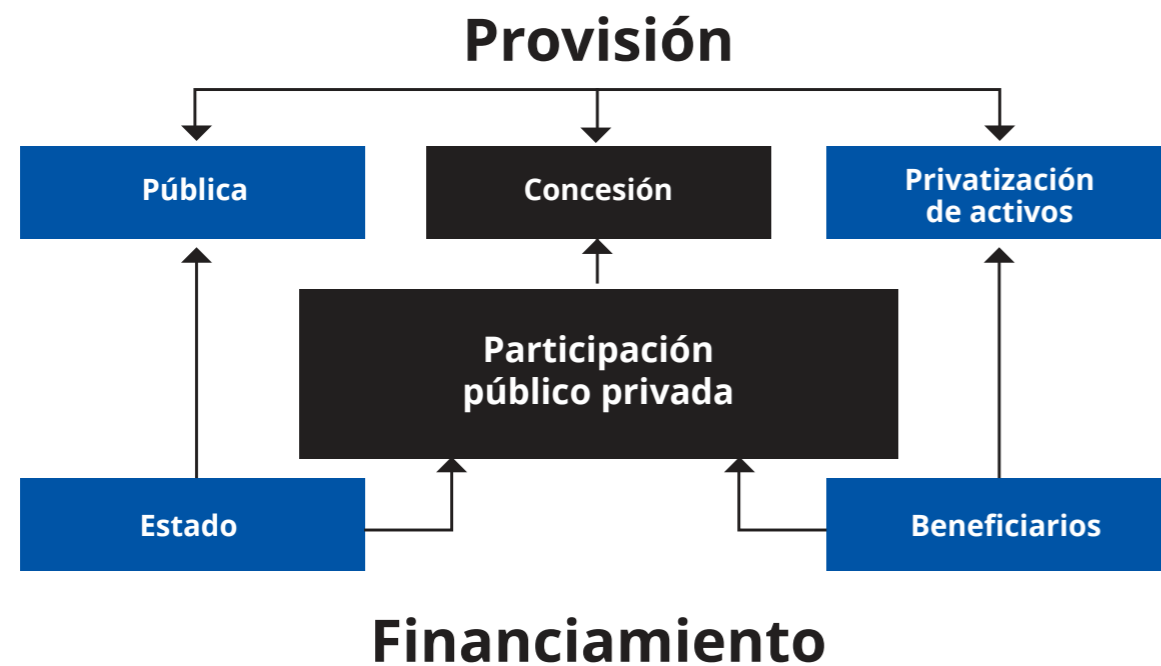 Provisión
Pública
Concesión
Privatización
de activos
Participación
público privada
Estado
Beneficiarios
Financiamiento